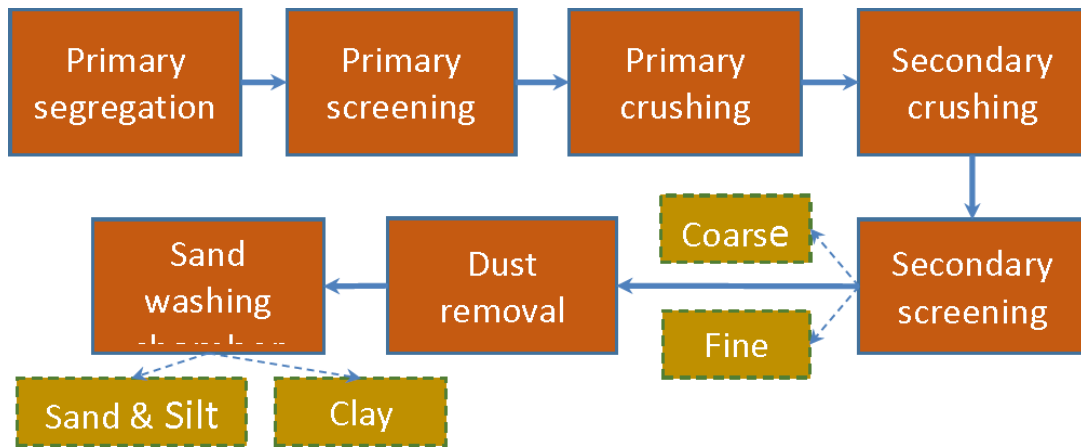 Primary
segregation
Primary
screening
Primary
crushing
Secondary
crushing
Secondary
screening
Coarse
Fine
Dust
removal
Sand
washing
Sand & Silt
Clay